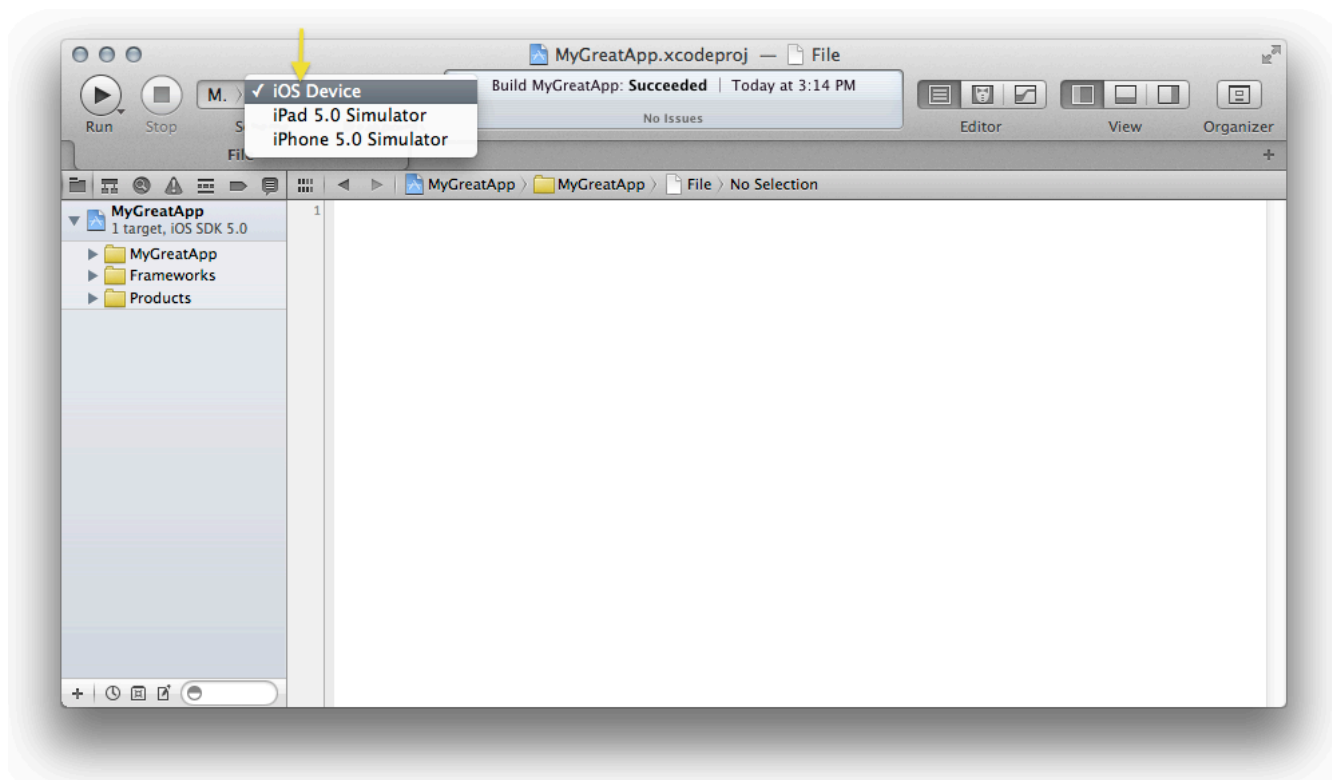 MyGreatApp.xcodeproj — File
M.
✓ iOS Device
iPad 5.0 Simulator
iPhone 5.0 Simulator
Build MyGreatApp: Succeeded | Today at 3:14 PM
No Issues
Run
Stop
Editor
View
Organizer
MyGreatApp
MyGreatApp
File
No Selection
MyGreatApp
1 target, iOS SDK 5.0
1
MyGreatApp
Frameworks
Products